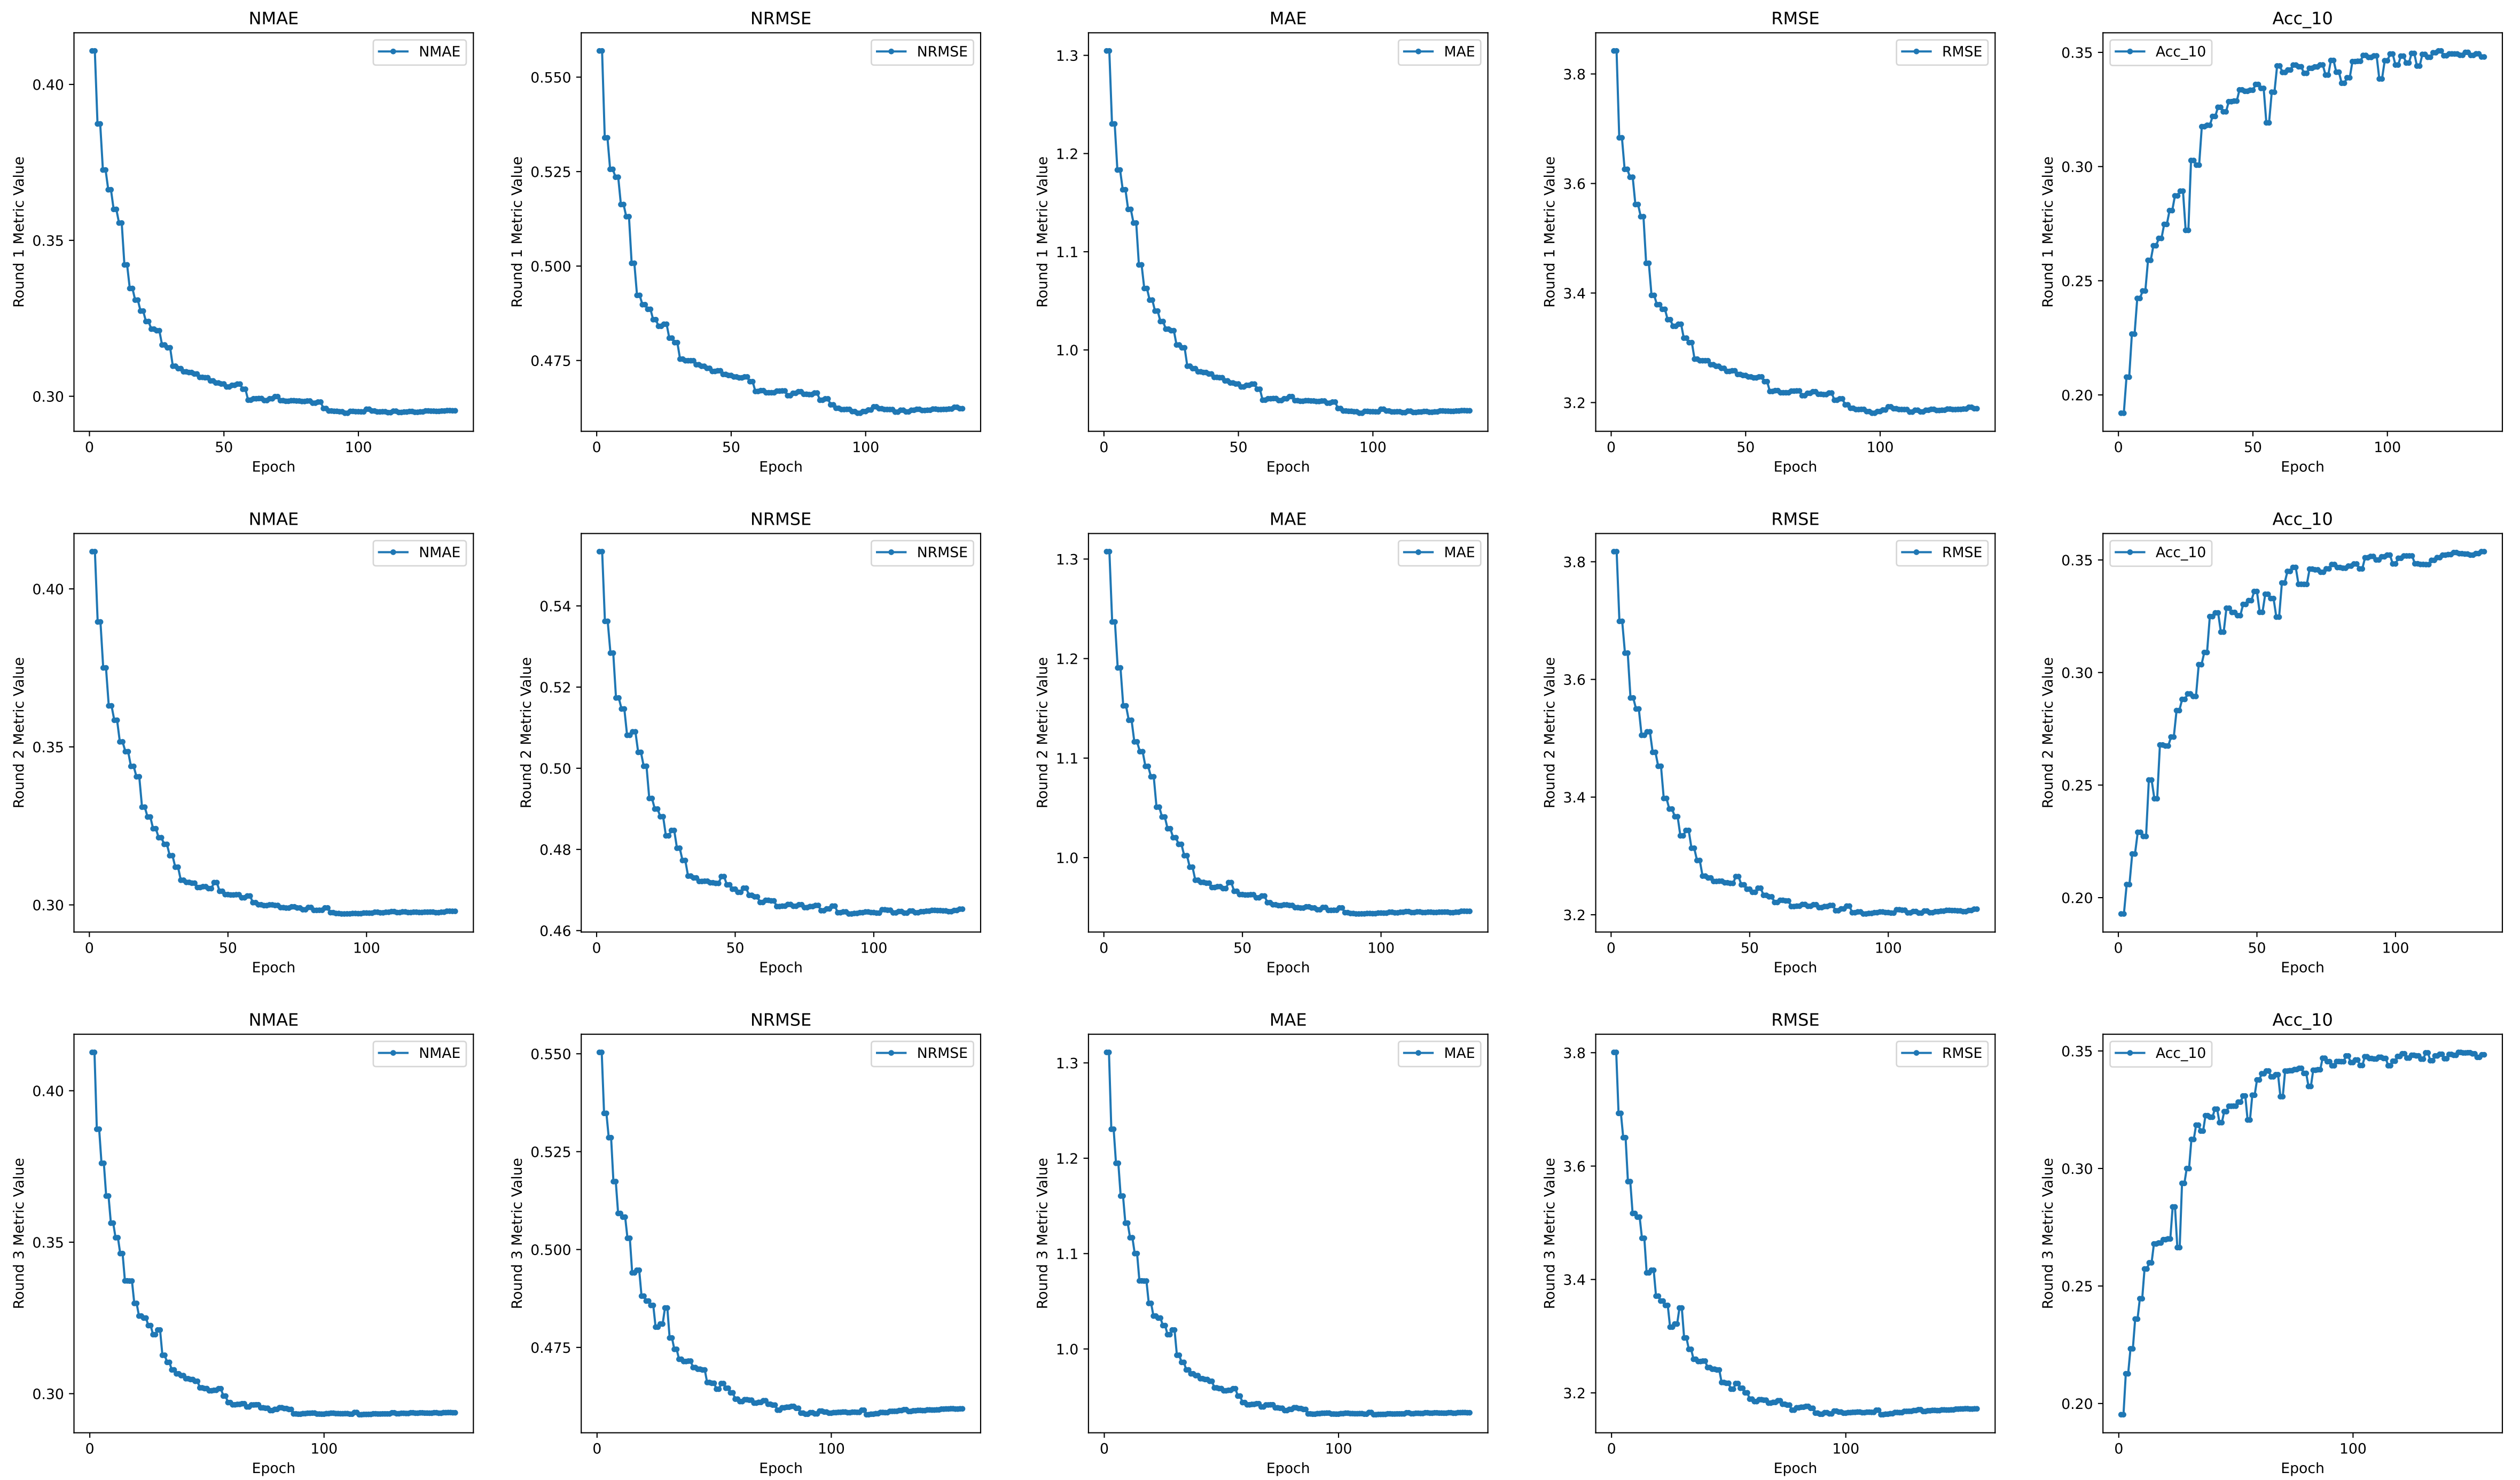 NMAE
NRMSE
MAE
RMSE
Acc_10
NMAE
NRMSE
MAE
RMSE
Acc_10
Round 1 Metric Value
0.40
0.35
0.30
0 50 100
Epoch
Round 1 Metric Value
0.550
0.525
0.500
0.475
0 50 100
Epoch
Round 1 Metric Value
1.3
1.2
1.1
1.0
0 50 100
Epoch
Round 1 Metric Value
3.8
3.6
3.4
3.2
0 50 100
Epoch
Round 1 Metric Value
0.35
0.30
0.25
0.20
0 50 100
Epoch
NMAE
NRMSE
MAE
RMSE
Acc_10
NMAE
NRMSE
MAE
RMSE
Acc_10
Round 2 Metric Value
0.40
0.35
0.30
0 50 100
Epoch
Round 2 Metric Value
0.54
0.52
0.50
0.48
0.46
0 50 100
Epoch
Round 2 Metric Value
1.3
1.2
1.1
1.0
0 50 100
Epoch
Round 2 Metric Value
3.8
3.6
3.4
3.2
0 50 100
Epoch
Round 2 Metric Value
0.35
0.30
0.25
0.20
0 50 100
Epoch
NMAE
NRMSE
MAE
RMSE
Acc_10
NMAE
NRMSE
MAE
RMSE
Acc_10
Round 3 Metric Value
0.40
0.35
0.30
0 100
Epoch
Round 3 Metric Value
0.550
0.525
0.500
0.475
0 100
Epoch
Round 3 Metric Value
1.3
1.2
1.1
1.0
0 100
Epoch
Round 3 Metric Value
3.8
3.6
3.4
3.2
0 100
Epoch
Round 3 Metric Value
0.35
0.30
0.25
0.20
0 100
Epoch